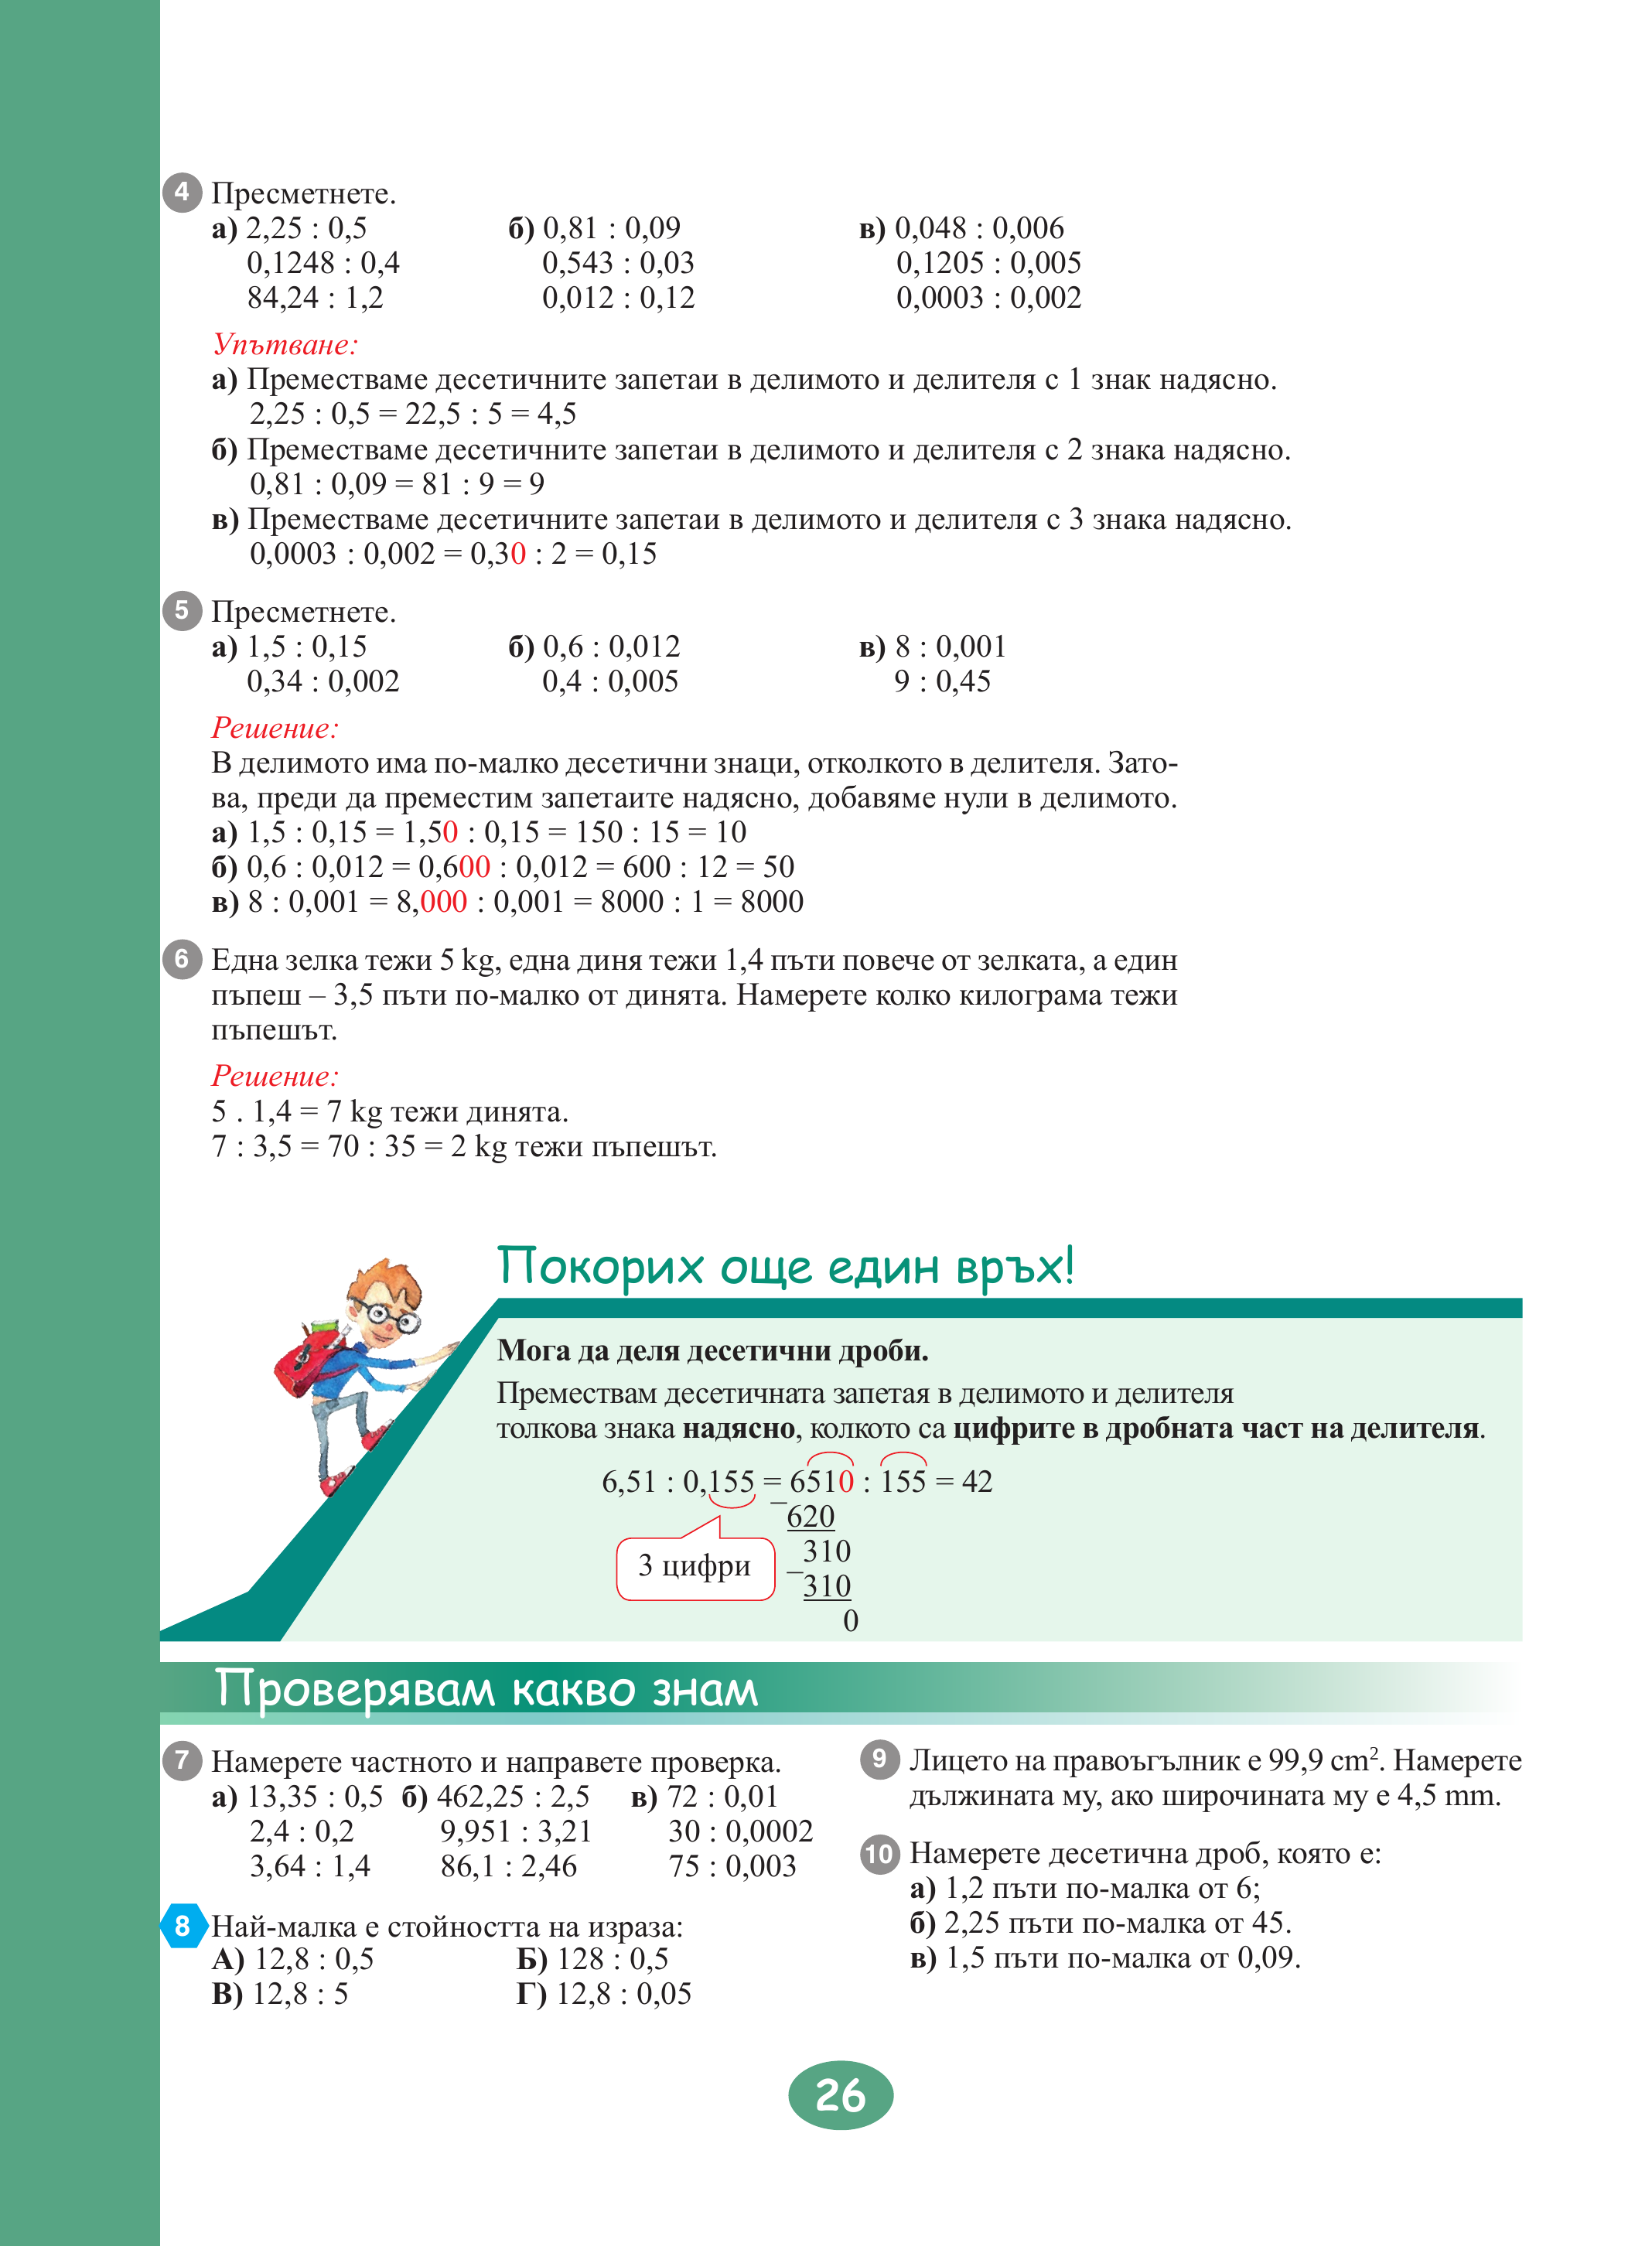 4 Пресметнете.
а) 2,25 : 0,5 б) 0,81 : 0,09 в) 0,048 : 0,006
0,1248 : 0,4 0,543 : 0,03 0,1205 : 0,005
84,24 : 1,2 0,012 : 0,12 0,0003 : 0,002
Упътване:
а) Преместваме десетичните запетаи в делимото и делителя с 1 знак надясно.
2,25 : 0,5 = 22,5 : 5 = 4,5
б) Преместваме десетичните запетаи в делимото и делителя с 2 знака надясно.
0,81 : 0,09 = 81 : 9 = 9
в) Преместваме десетичните запетаи в делимото и делителя с 3 знака надясно.
0,0003 : 0,002 = 0,30 : 2 = 0,15
5 Пресметнете.
а) 1,5 : 0,15 б) 0,6 : 0,012 в) 8 : 0,001
0,34 : 0,002 0,4 : 0,005 9 : 0,45
Решение:
В делимото има по-малко десетични знаци, отколкото в делителя. Зато-
ва, преди да преместим запетаите надясно, добавяме нули в делимото.
а) 1,5 : 0,15 = 1,50 : 0,15 = 150 : 15 = 10
б) 0,6 : 0,012 = 0,600 : 0,012 = 600 : 12 = 50
в) 8 : 0,001 = 8,000 : 0,001 = 8000 : 1 = 8000
6 Една зелка тежи 5 kg, една диня тежи 1,4 пъти повече от зелката, а един
пъпеш – 3,5 пъти по-малко от динята. Намерете колко килограма тежи
пъпешът.
Решение:
5 . 1,4 = 7 kg тежи динята.
7 : 3,5 = 70 : 35 = 2 kg тежи пъпешът.
Покорих още един връх!
Мога да деля десетични дроби.
Премествам десетичната запетая в делимото и делителя
толкова знака надясно, колкото са цифрите в дробната част на делителя.
6,51 : 0,155 = 6510 : 155 = 42
– 620
3 цифри
310
– 310
0
Проверявам какво знам
7 Намерете частното и направете проверка.
а) 13,35 : 0,5 б) 462,25 : 2,5 в) 72 : 0,01
2,4 : 0,2 9,951 : 3,21 30 : 0,0002
3,64 : 1,4 86,1 : 2,46 75 : 0,003
8 Най-малка е стойността на израза:
А) 12,8 : 0,5 Б) 128 : 0,5
В) 12,8 : 5 Г) 12,8 : 0,05
9 Лицето на правоъгълник е 99,9 cm². Намерете
дължината му, ако широчината му е 4,5 mm.
10 Намерете десетична дроб, която е:
а) 1,2 пъти по-малка от 6;
б) 2,25 пъти по-малка от 45.
в) 1,5 пъти по-малка от 0,09.
26